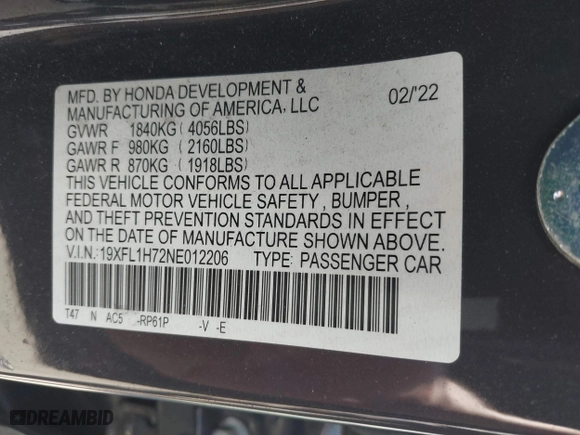 MFD. BY HONDA DEVELOPMENT & 02/'22
MANUFACTURING OF AMERICA, LLC
GVWR 1840KG ( 4056LBS)
GAWR F 980KG ( 2160LBS)
GAWR R 870KG ( 1918LBS)
THIS VEHICLE CONFORMS TO ALL APPLICABLE
FEDERAL MOTOR VEHICLE SAFETY , BUMPER ,
AND THEFT PREVENTION STANDARDS IN EFFECT
ON THE DATE OF MANUFACTURE SHOWN ABOVE.
V.I.N.: 19XFL1H72NE012206 TYPE: PASSENGER CAR
T47 N AC5 -RP61P -V -E
DREAMBID